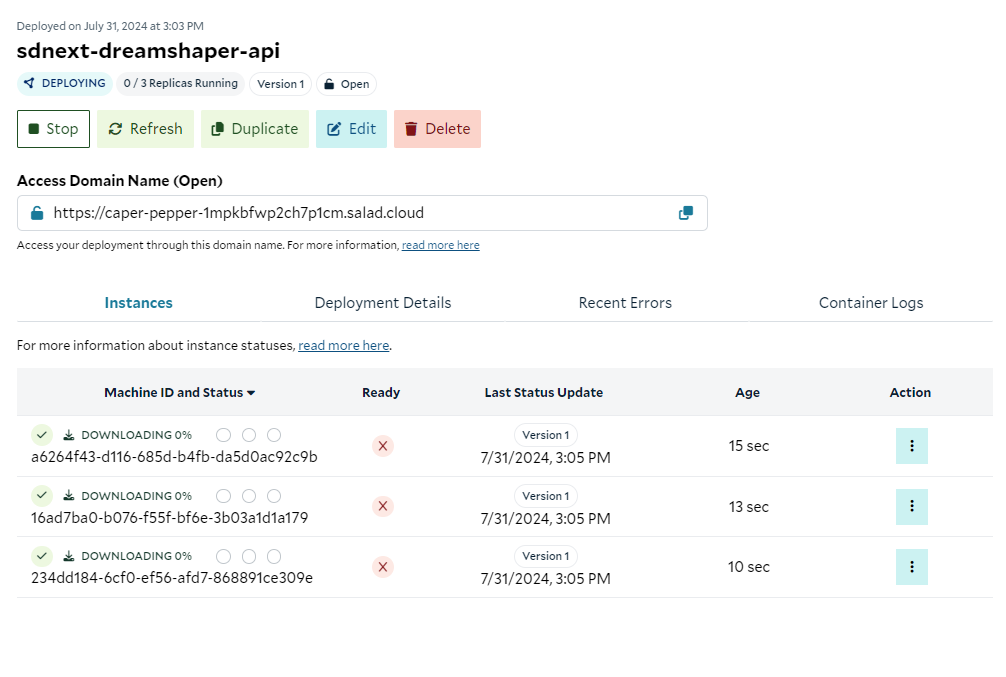 Deployed on July 31, 2024 at 3:03 PM
sdnext-dreamshaper-api
DEPLOYING 0 / 3 Replicas Running Version 1 Open
Stop Refresh Duplicate Edit Delete
Access Domain Name (Open)
https://caper-pepper-1mpkbfwp2ch7p1cm.salad.cloud
Access your deployment through this domain name. For more information, read more here
Instances Deployment Details Recent Errors Container Logs
For more information about instance statuses, read more here.
Machine ID and Status Ready Last Status Update Age Action
DOWNLOADING 0% Version 1
a6264f43-d116-685d-b4fb-da5d0ac92c9b 7/31/2024, 3:05 PM 15 sec
DOWNLOADING 0% Version 1
16ad7ba0-b076-f55f-bf6e-3b03a1d1a179 7/31/2024, 3:05 PM 13 sec
DOWNLOADING 0% Version 1
234dd184-6cf0-ef56-afd7-868891ce309e 7/31/2024, 3:05 PM 10 sec